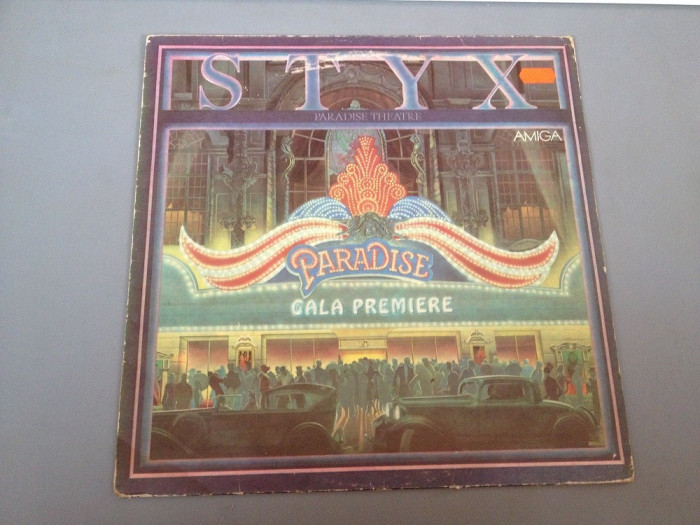 STYX
PARADISE THEATRE
AMIGA
PARADISE
GALA PREMIERE